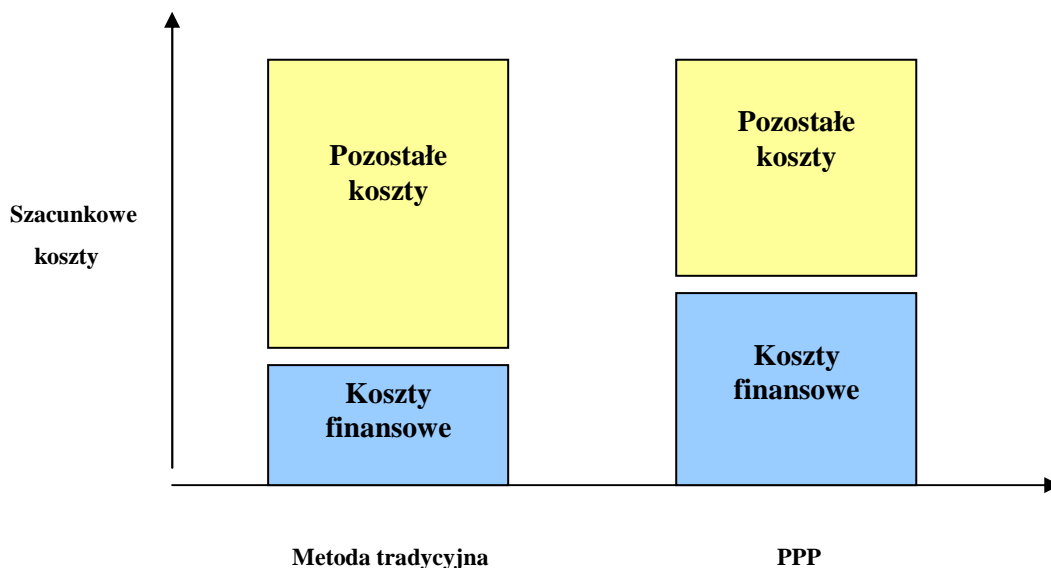 Pozostałe
koszty
Pozostałe
koszty
Szacunkowe
koszty
Koszty
finansowe
Koszty
finansowe
Metoda tradycyjna
PPP